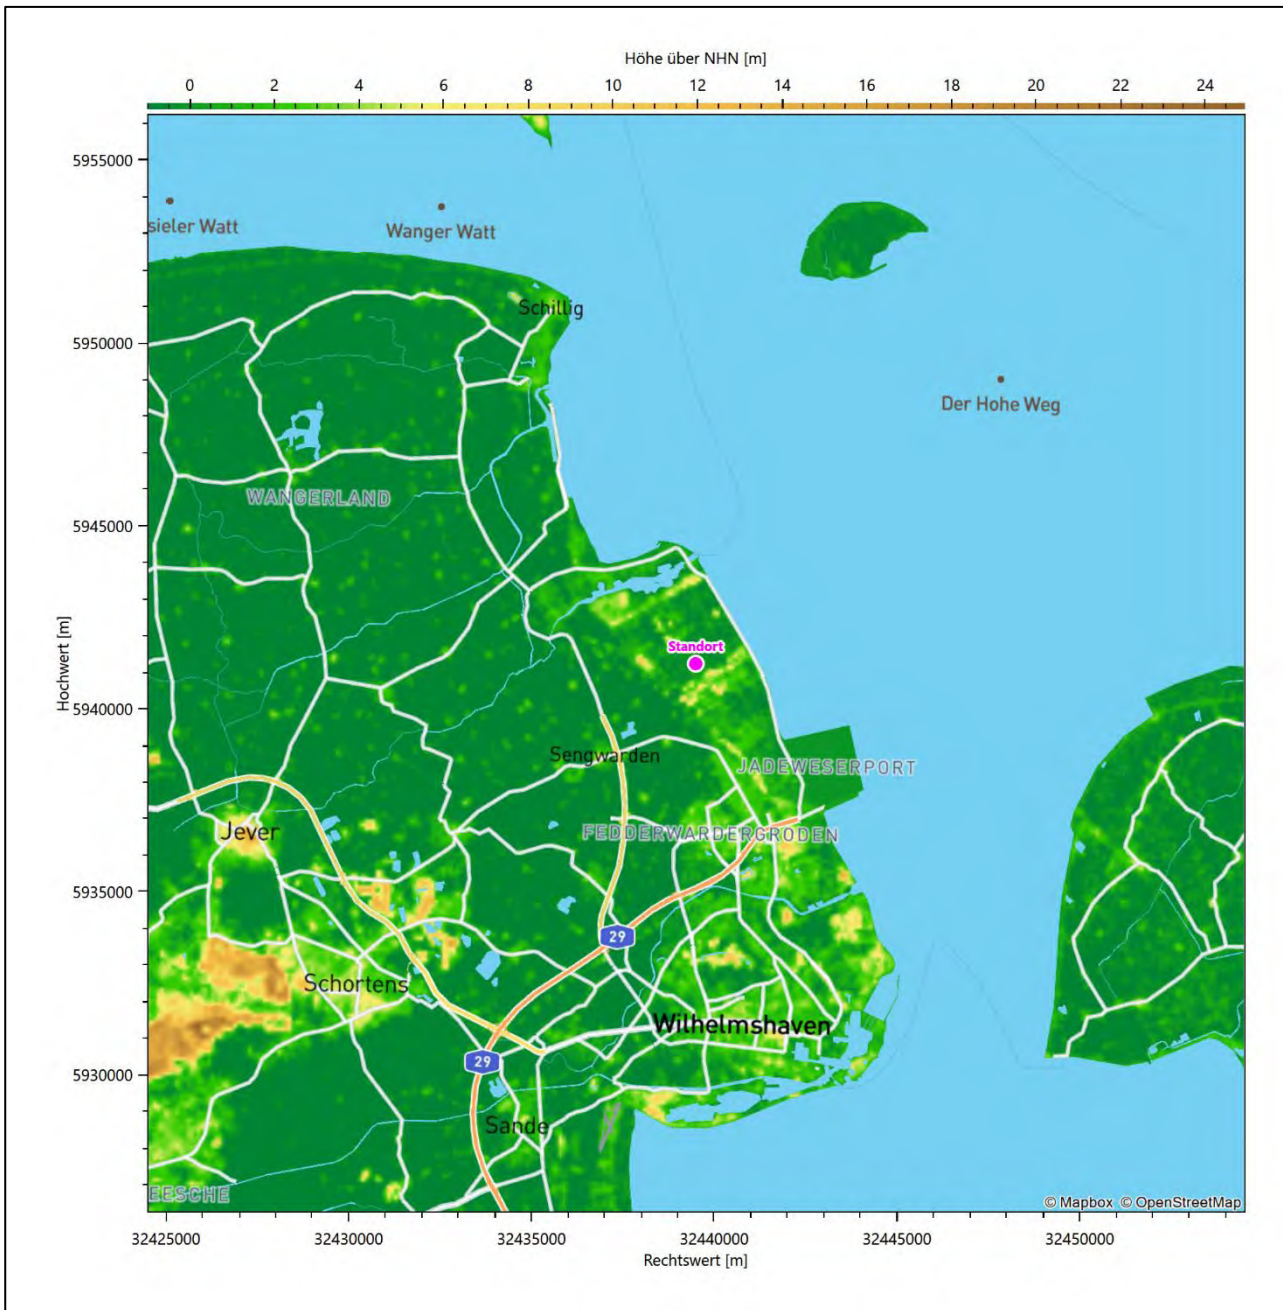 Höhe über NHN [m]
0 2 4 6 8 10 12 14 16 18 20 22 24
5955000
sieler Watt
Wanger Watt
Schillig
5950000
Der Hohe Weg
WANGERLAND
5945000
Standort
Hochwert [m]
5940000
Sengwarden
JADEWESERPORT
Jever
FEDDERWARDERGRODEN
5935000
29
Schortens
Wilhelmshaven
5930000
29
Sande
EESCHE
© Mapbox © OpenStreetMap
32425000 32430000 32435000 32440000 32445000 32450000
Rechtswert [m]